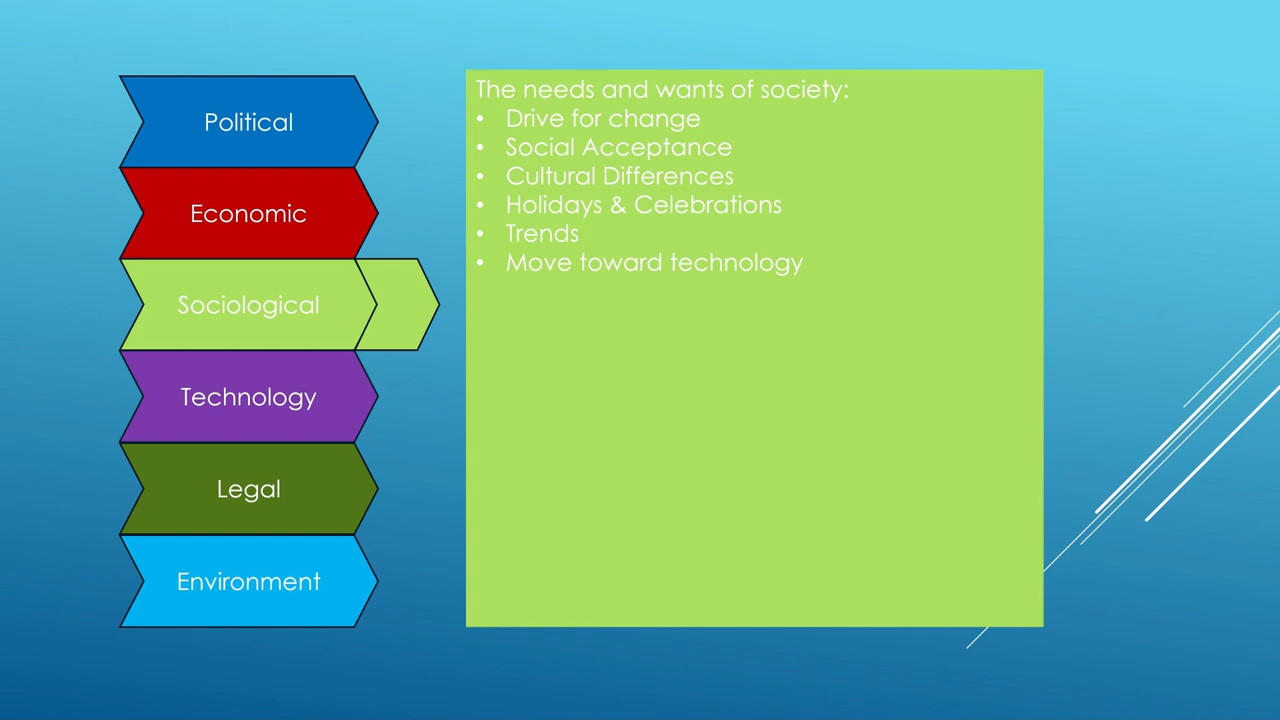 Political
Economic
Sociological
Technology
Legal
Environment
The needs and wants of society:
• Drive for change
• Social Acceptance
• Cultural Differences
• Holidays & Celebrations
• Trends
• Move toward technology